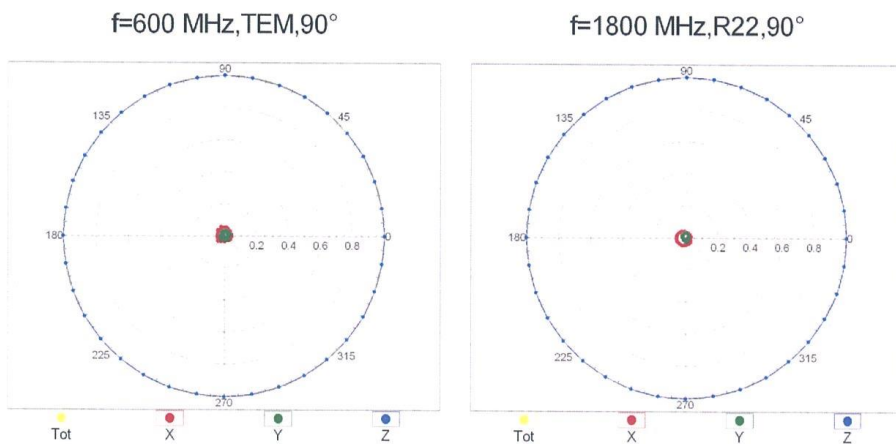 f=600 MHz,TEM,90° f=1800 MHz,R22,90°
90 90
135 45 135 45
180 0.2 0.4 0.6 0.8 0 180 0.2 0.4 0.6 0.8 0
225 315 225 315
270 270
Tot X Y Z Tot X Y Z